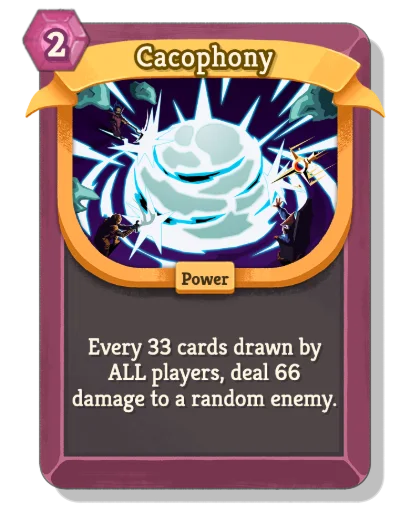 2
Cacophony
Power
Every 33 cards drawn by
ALL players, deal 66
damage to a random enemy.